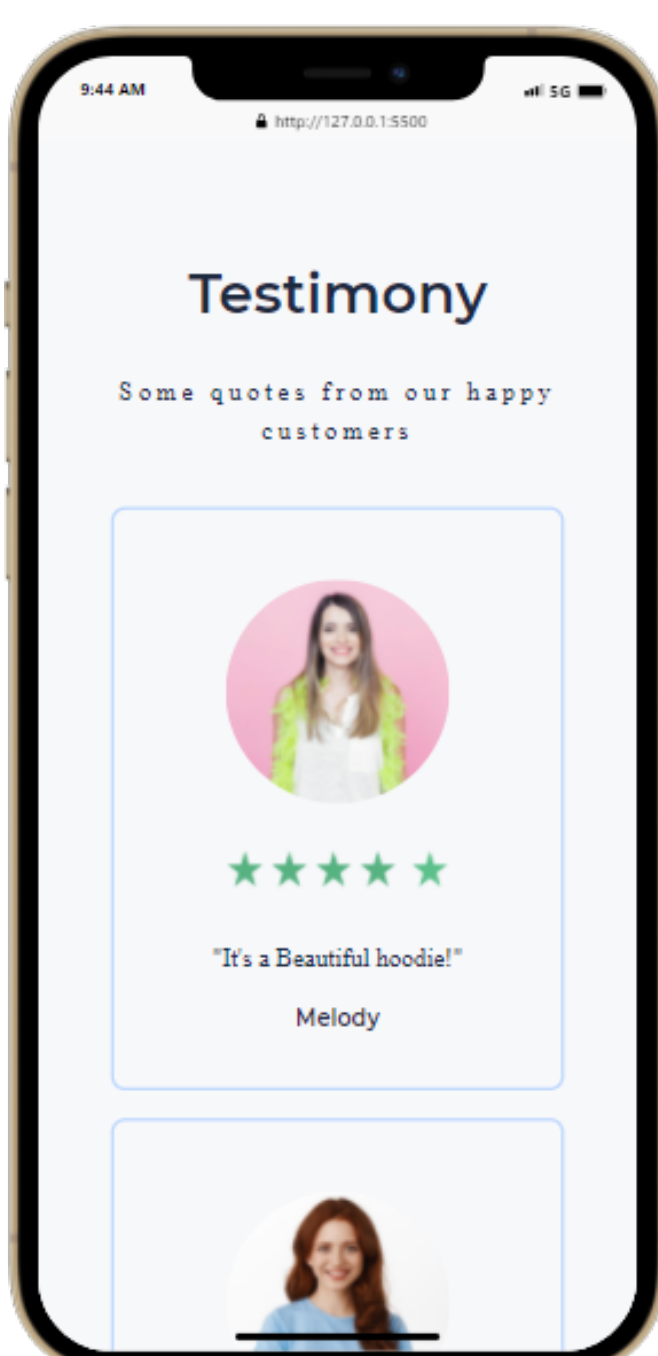 9:44 AM
5G
http://127.0.0.1:5500
Testimony
Some quotes from our happy
customers
"It's a Beautiful hoodie!"
Melody